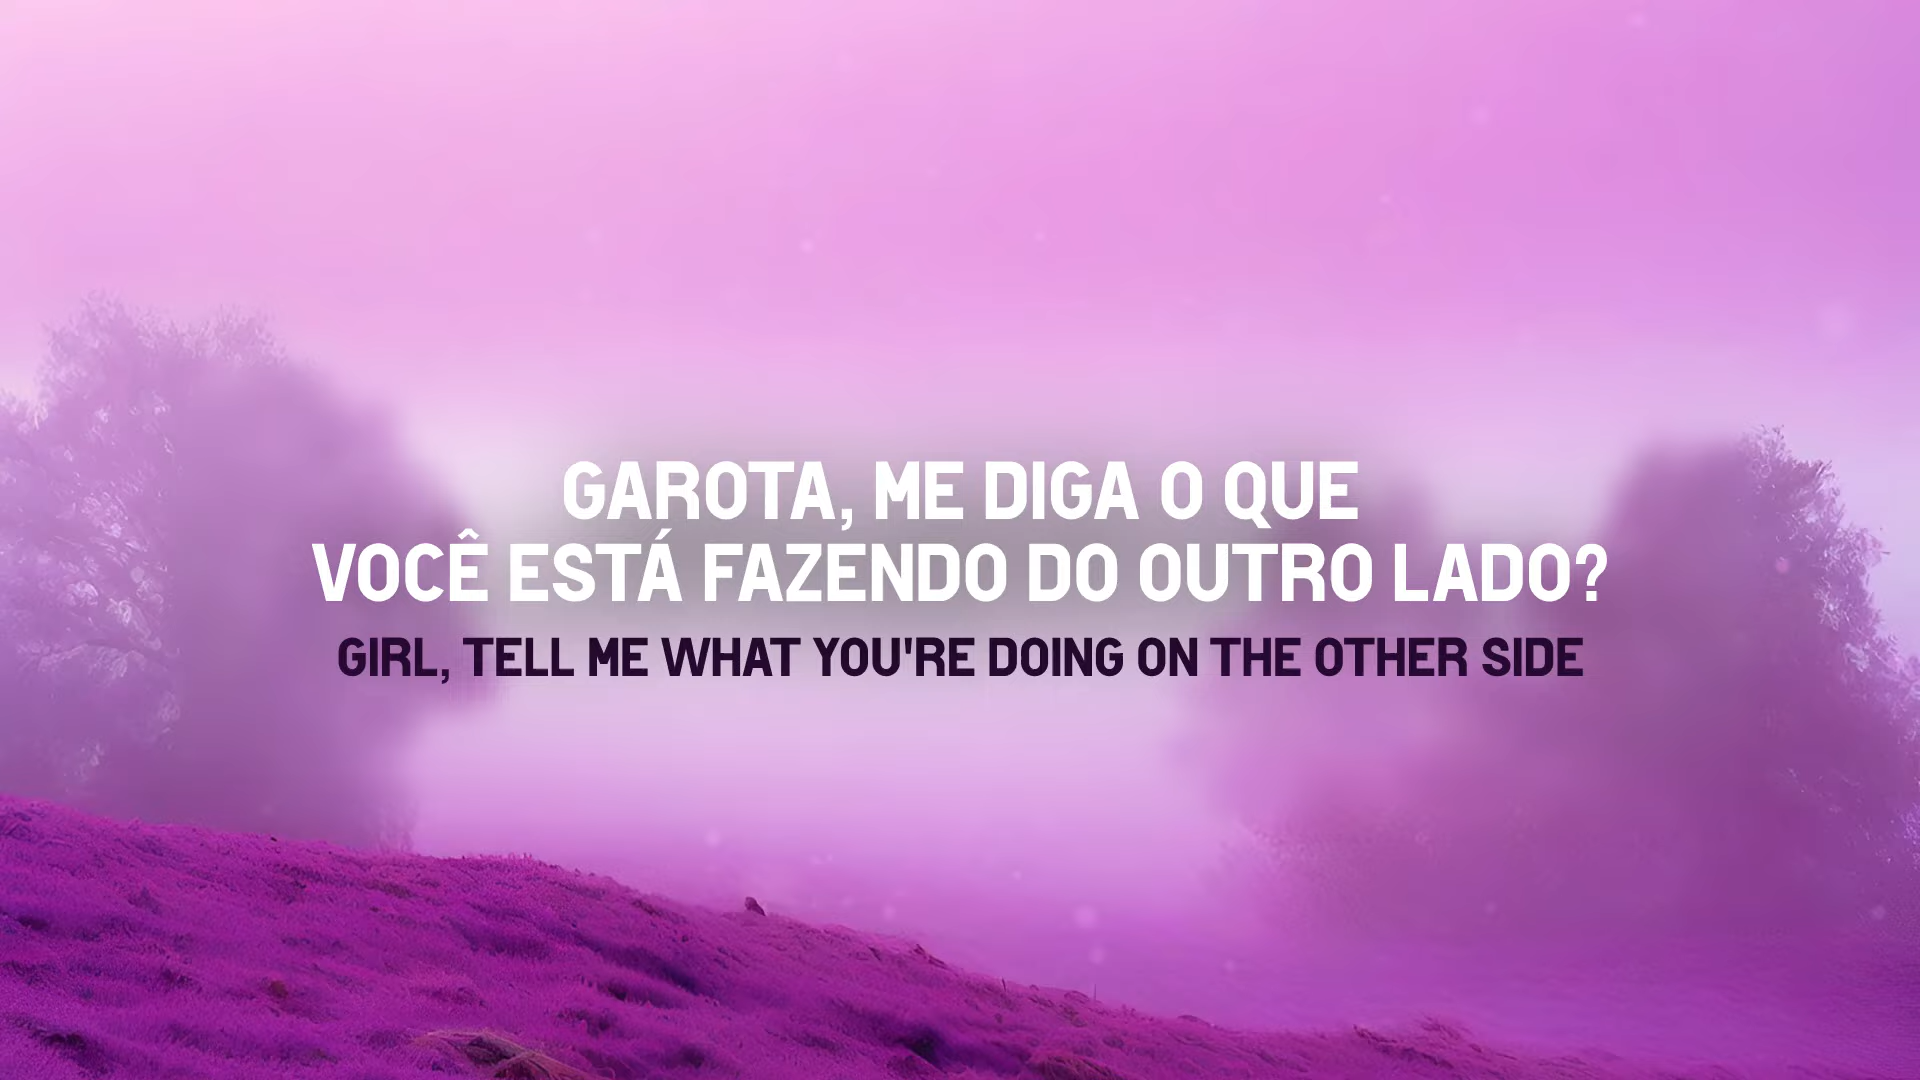 GAROTA, ME DIGA O QUE
VOCÊ ESTÁ FAZENDO DO OUTRO LADO?
GIRL, TELL ME WHAT YOU'RE DOING ON THE OTHER SIDE